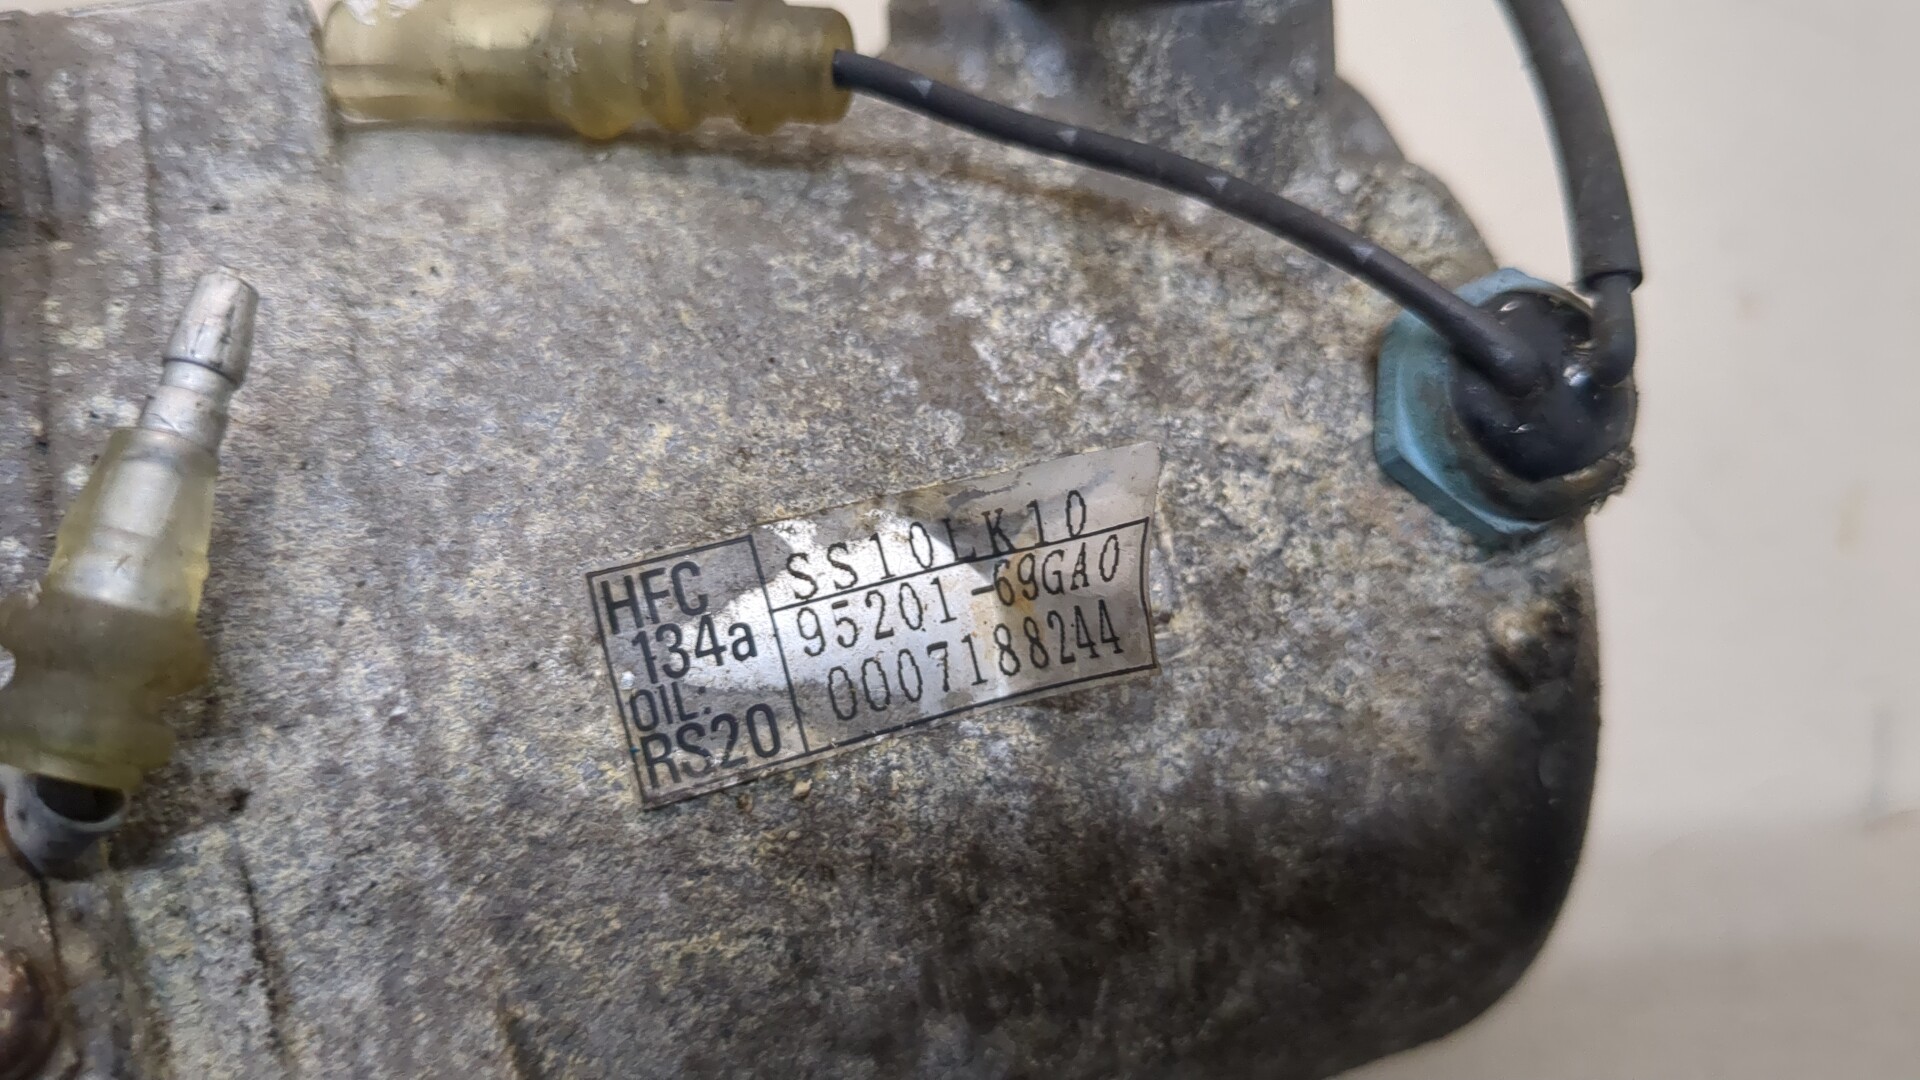 HFC
134a
OIL:
RS20
SS10LK10
95201-69GA0
0007188244